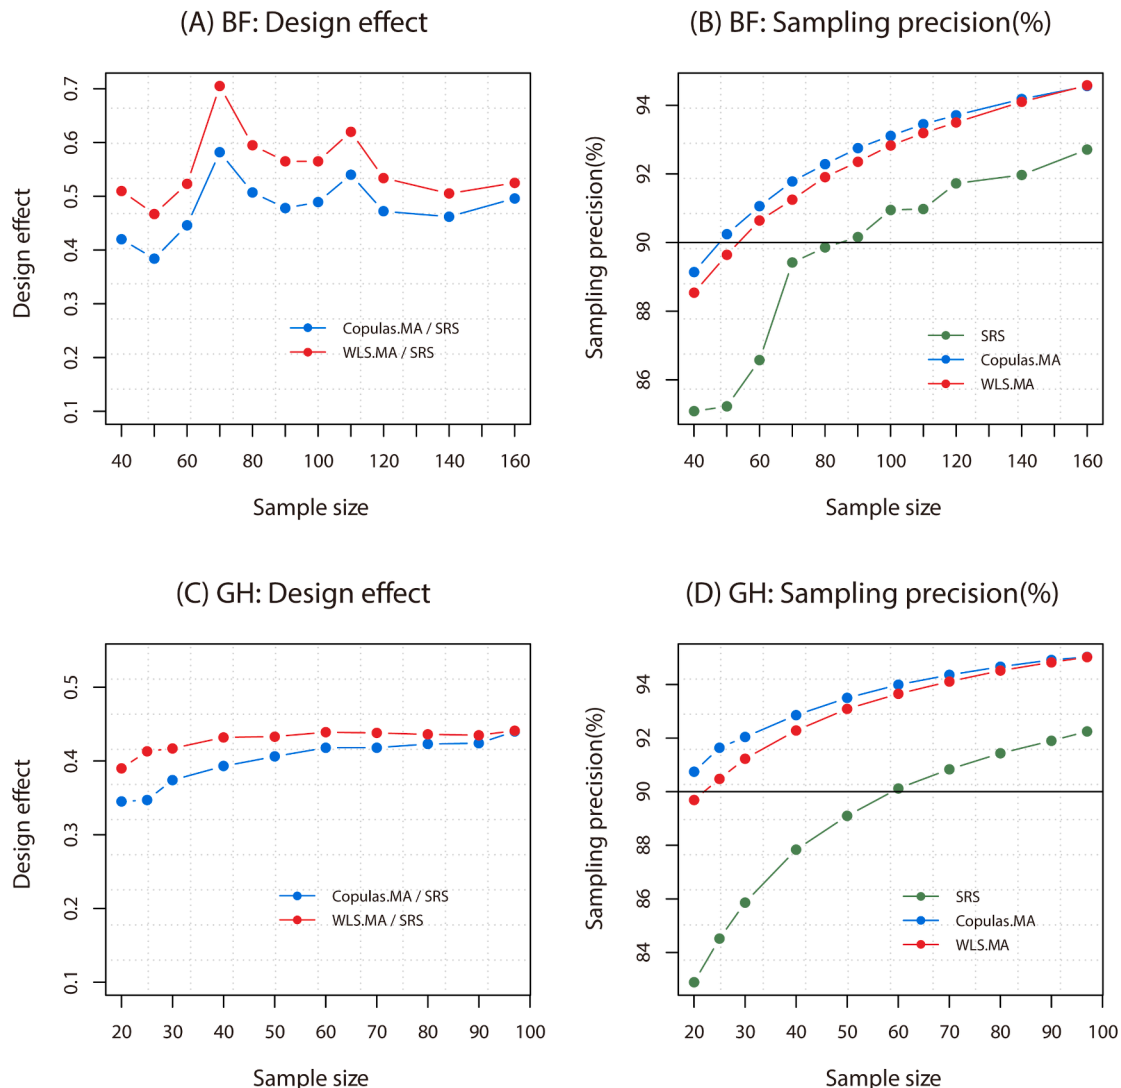 (A) BF: Design effect
Design effect
0.7
0.6
0.5
0.4
0.3
0.2
0.1
Copulas.MA / SRS
WLS.MA / SRS
40 60 80 100 120 140 160
Sample size
(B) BF: Sampling precision(%)
Sampling precision(%)
94
92
90
88
86
SRS
Copulas.MA
WLS.MA
40 60 80 100 120 140 160
Sample size
(C) GH: Design effect
Design effect
0.5
0.4
0.3
0.2
0.1
Copulas.MA / SRS
WLS.MA / SRS
20 30 40 50 60 70 80 90 100
Sample size
(D) GH: Sampling precision(%)
Sampling precision(%)
94
92
90
88
86
84
SRS
Copulas.MA
WLS.MA
20 30 40 50 60 70 80 90 100
Sample size